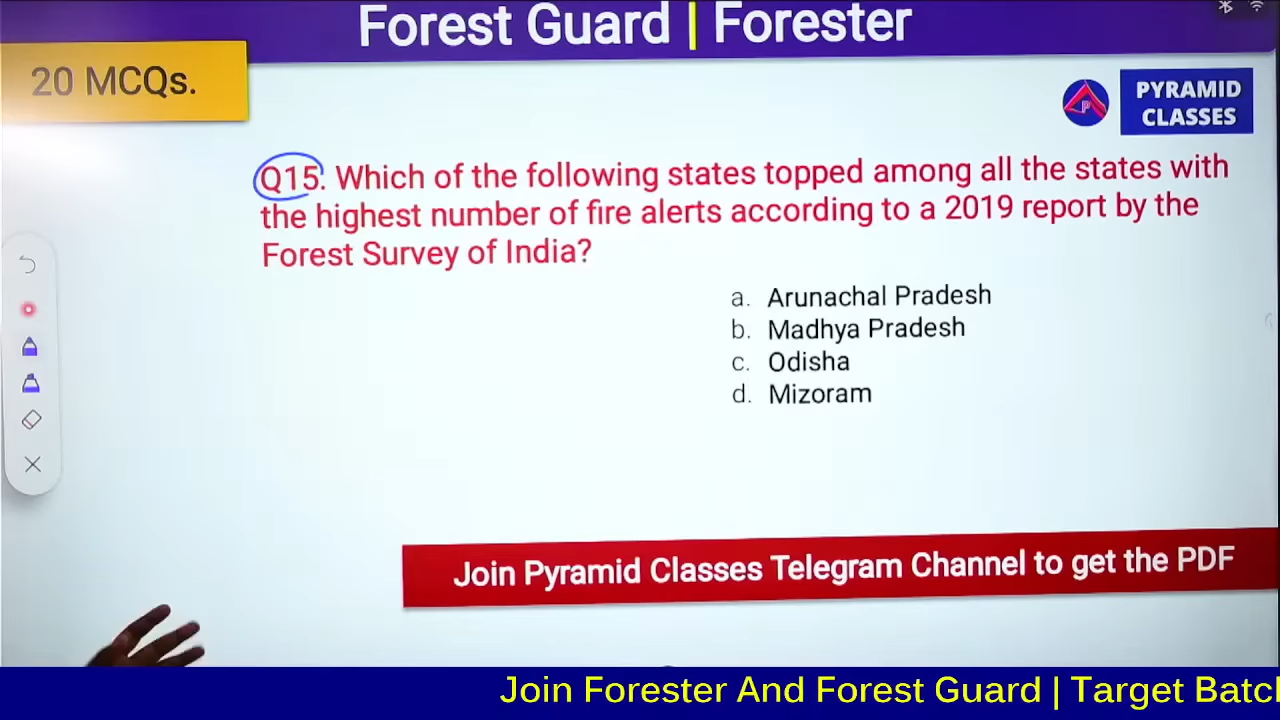 Forest Guard | Forester
20 MCQs.
PYRAMID
CLASSES
Q15. Which of the following states topped among all the states with
the highest number of fire alerts according to a 2019 report by the
Forest Survey of India?
a. Arunachal Pradesh
b. Madhya Pradesh
c. Odisha
d. Mizoram
Join Pyramid Classes Telegram Channel to get the PDF
Join Forester And Forest Guard | Target Batch